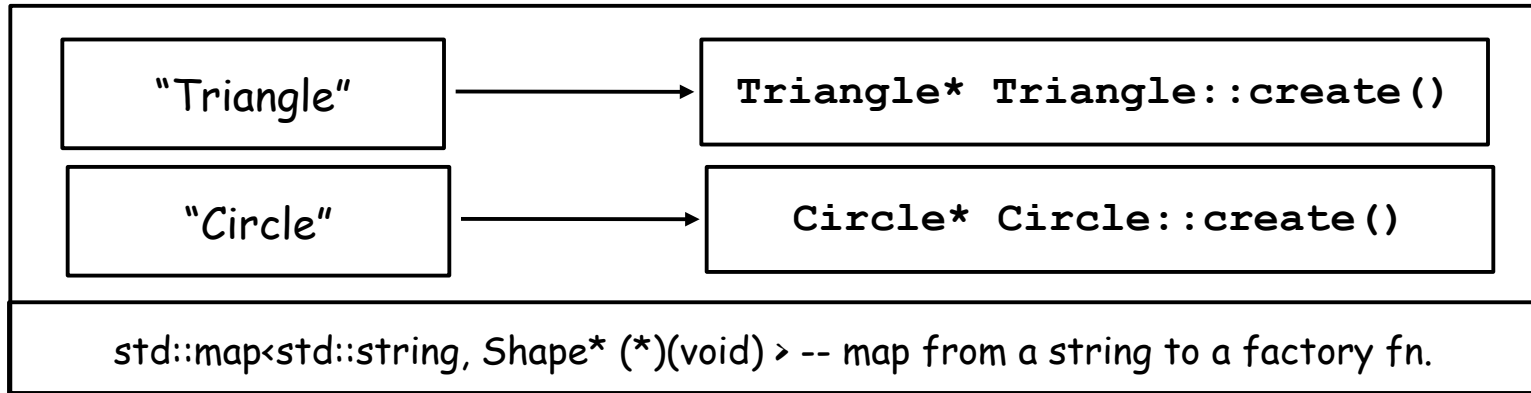 “Triangle” Triangle* Triangle::create()
“Circle” Circle* Circle::create()
std::map<std::string, Shape* (*)(void) > -- map from a string to a factory fn.